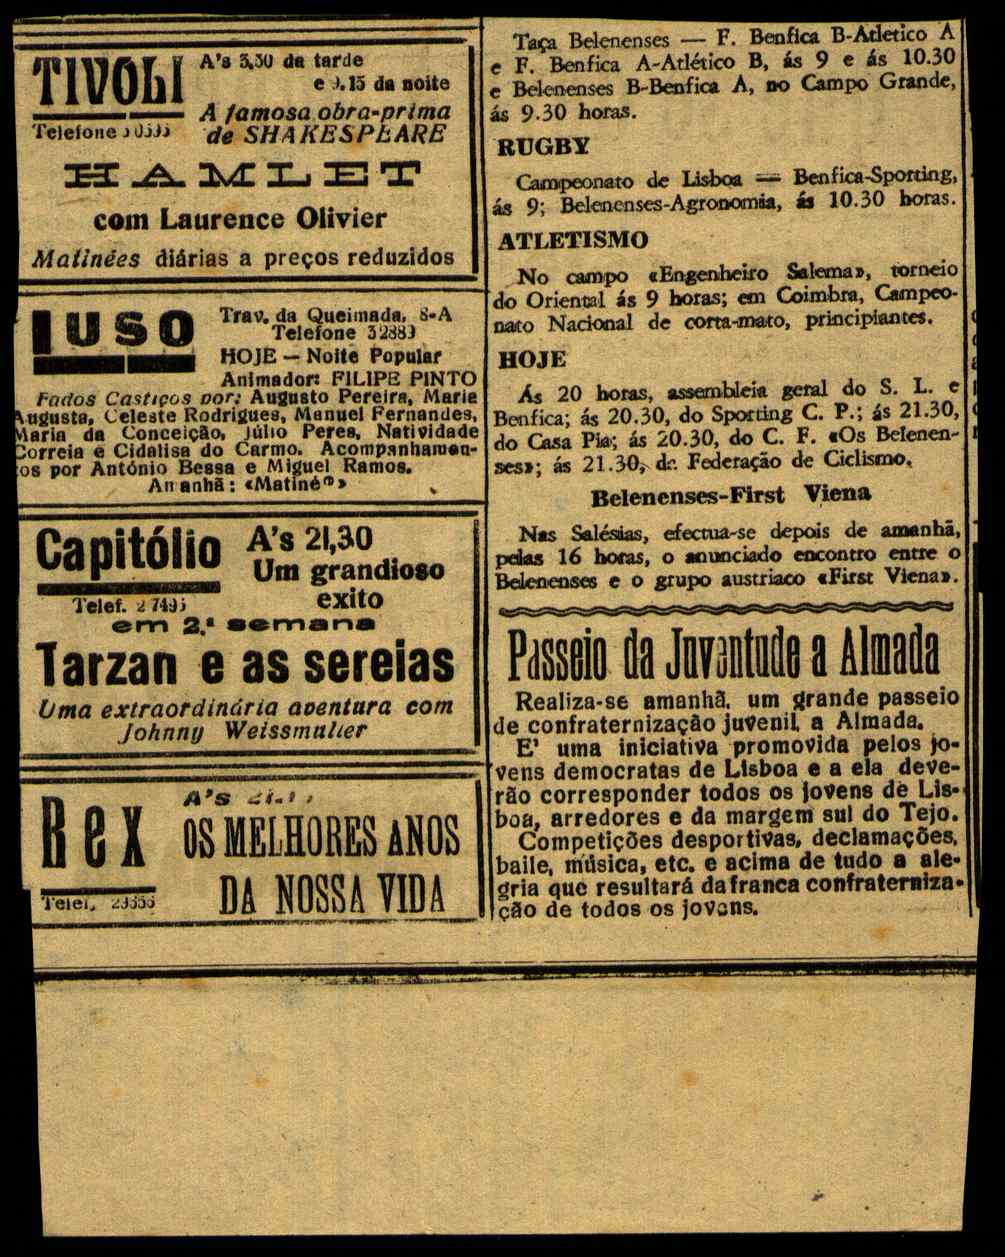 TIVOLI
A's 3,30 da tarde
e 9.15 da noite
A famosa obra-prima
Telefone
de SHAKESPEARE
HAMLET
com Laurence Olivier
Matinées diárias a preços reduzidos
luso
Trav. da Queimada, 8-A
Telefone 32889
HOJE — Noite Popular
Animador: FILIPE PINTO
Fados Castiços por: Augusto Pereira, Maria
Augusta, Celeste Rodrigues, Manuel Fernandes,
Maria da Conceição, Júlio Peres, Natividade
Correia e Cidalisa do Carmo. Acompanhamen-
tos por António Bessa e Miguel Ramos.
Amanhã: «Matiné»
Capitólio
A's 21,30
Um grandioso
exito
Telef.
em 2.ª semana
Tarzan e as sereias
Uma extraordinária aventura com
Johnny Weissmuller
Rex
A's
OS MELHORES ANOS
DA NOSSA VIDA
Telef.
Taça Belenenses — F. Benfica B-Atletico A
e F. Benfica A-Atlético B, ás 9 e ás 10.30
e Belenenses B-Benfica A, no Campo Grande,
ás 9.30 horas.
RUGBY
Campeonato de Lisboa — Benfica-Sporting,
ás 9; Belenenses-Agronomia, ás 10.30 horas.
ATLETISMO
No campo «Engenheiro Salema», torneio
do Oriental ás 9 horas; em Coimbra, Campeo-
nato Nacional de corta-mato, principiantes.
HOJE
Ás 20 horas, assembleia geral do S. L. e
Benfica; ás 20.30, do Sporting C. P.; ás 21.30,
do Casa Pia; ás 20.30, do C. F. «Os Belenen-
ses»; ás 21.30, da Federação de Ciclismo.
Belenenses-First Viena
Nas Salésias, efectua-se depois de amanhã,
pelas 16 horas, o anunciado encontro entre o
Belenenses e o grupo austriaco «First Viena».
Passeio da Juventude a Almada
Realiza-se amanhã, um grande passeio
de confraternização juvenil, a Almada.
E' uma iniciativa promovida pelos jo-
vens democratas de Lisboa e a ela deve-
rão corresponder todos os jovens de Lis-
boa, arredores e da margem sul do Tejo.
Competições desportivas, declamações,
baile, música, etc. e acima de tudo a ale-
gria que resultará da franca confraterniza-
ção de todos os jovens.